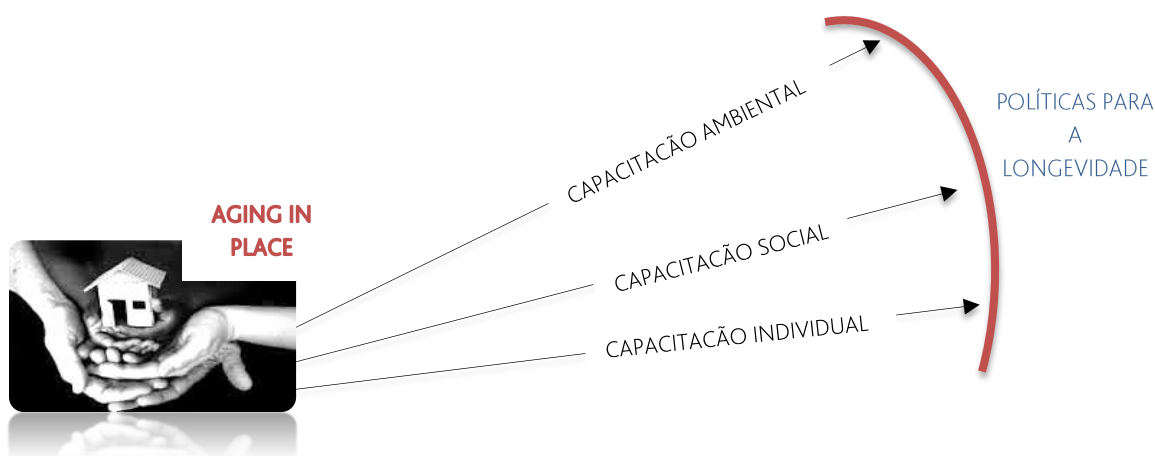 AGING IN
PLACE
CAPACITACÃO AMBIENTAL
CAPACITACÃO SOCIAL
CAPACITACÃO INDIVIDUAL
POLÍTICAS PARA
A
LONGEVIDADE